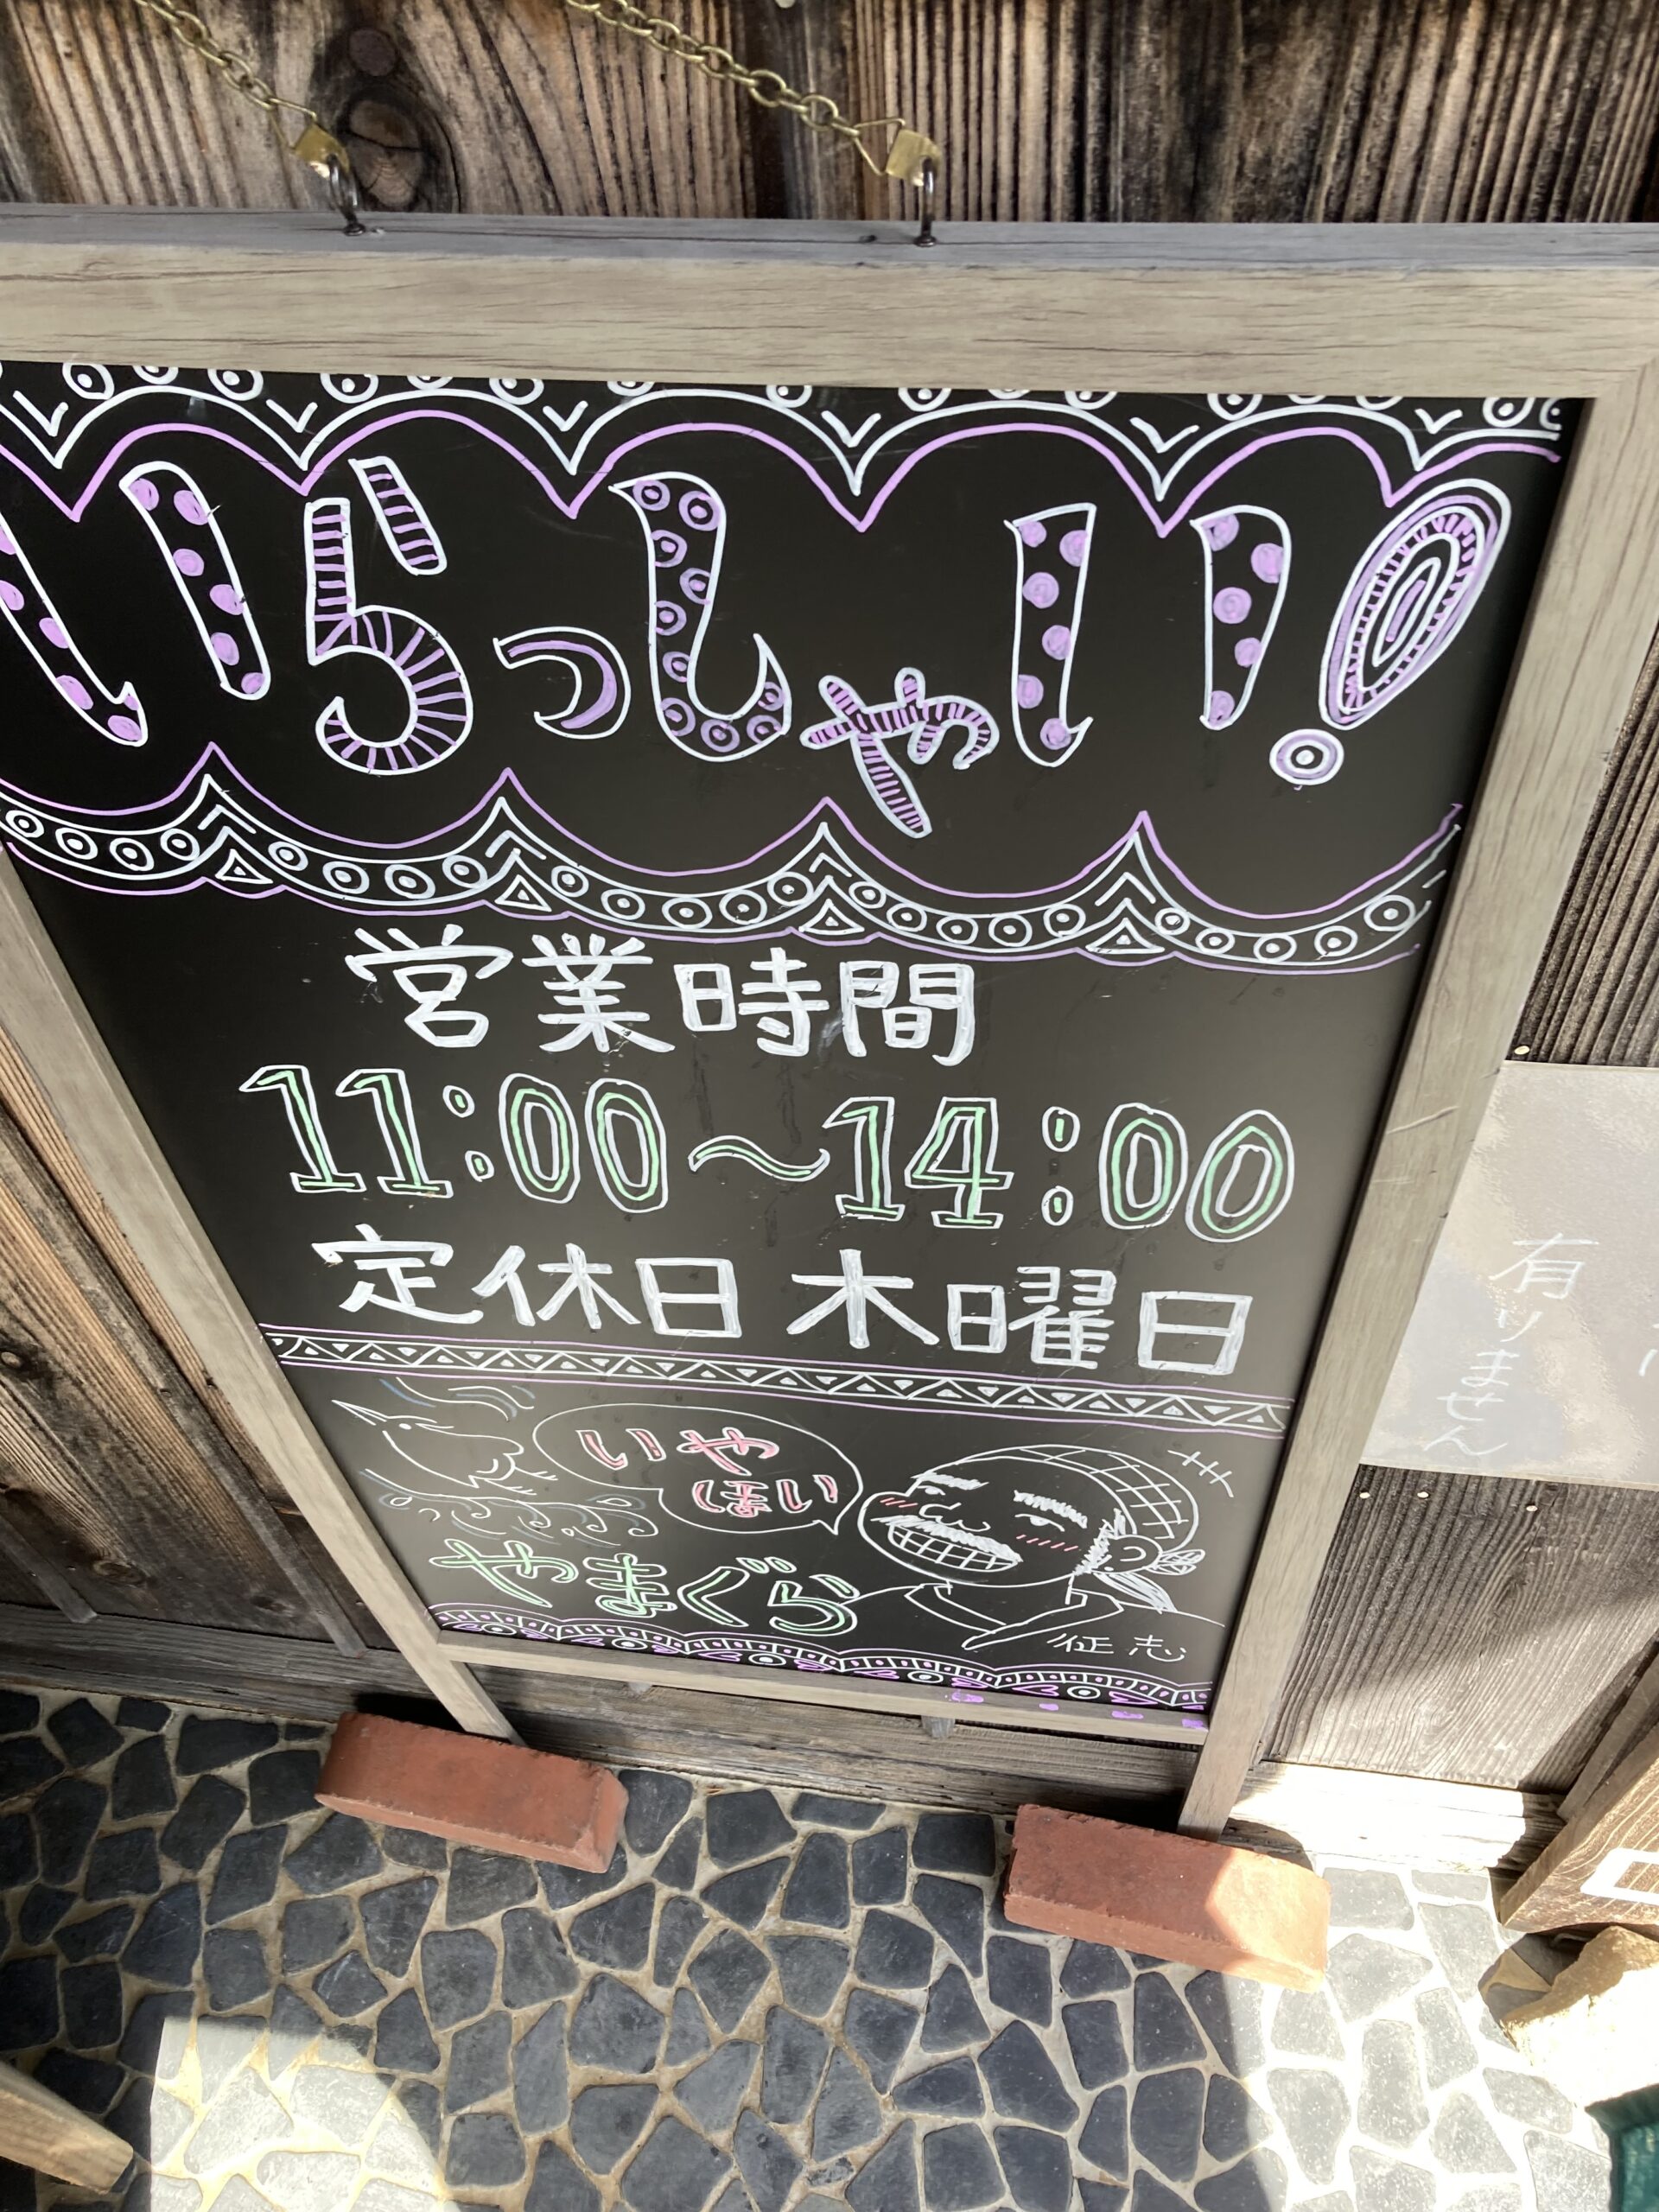 いらっしゃい!
営業時間
11:00〜14:00
定休日 木曜日
いや
ほい
やまぐら
征志
有りません